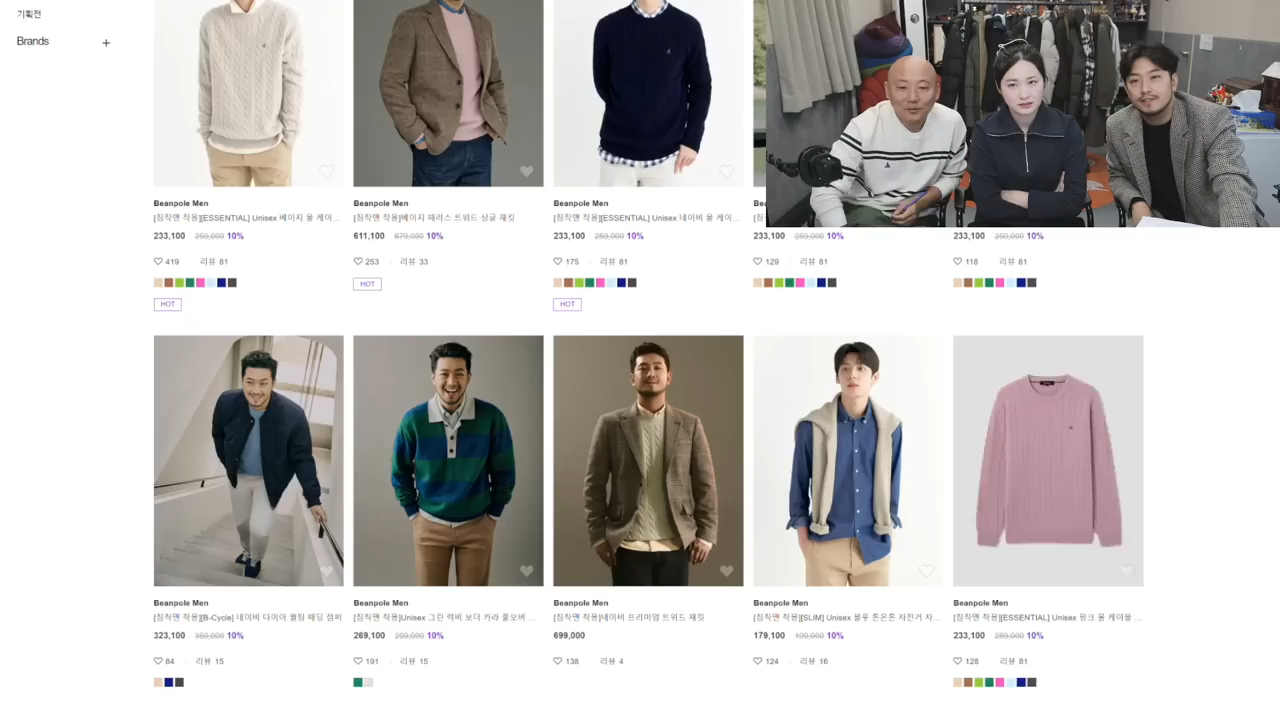 기획전
Brands +
Beanpole Men
[침착맨 착용][ESSENTIAL] Unisex 베이지 울 케이...
233,100 259,000 10%
419 리뷰 81
HOT
Beanpole Men
[침착맨 착용]베이지 해리스 트위드 싱글 재킷
611,100 679,000 10%
253 리뷰 33
HOT
Beanpole Men
[침착맨 착용][ESSENTIAL] Unisex 네이비 울 케이...
233,100 259,000 10%
175 리뷰 81
HOT
233,100 259,000 10%
129 리뷰 81
233,100 259,000 10%
118 리뷰 81
Beanpole Men
[침착맨 착용][B-Cycle] 네이비 다이아 퀼팅 패딩 점퍼
323,100 359,000 10%
84 리뷰 15
Beanpole Men
[침착맨 착용]Unisex 그린 럭비 보더 카라 풀오버 ...
269,100 299,000 10%
191 리뷰 15
Beanpole Men
[침착맨 착용]네이비 프리미엄 트위드 재킷
699,000
138 리뷰 4
Beanpole Men
[침착맨 착용][SLIM] Unisex 블루 톤온톤 자전거 자...
179,100 199,000 10%
124 리뷰 16
Beanpole Men
[침착맨 착용][ESSENTIAL] Unisex 핑크 울 케이블 ...
233,100 259,000 10%
128 리뷰 81